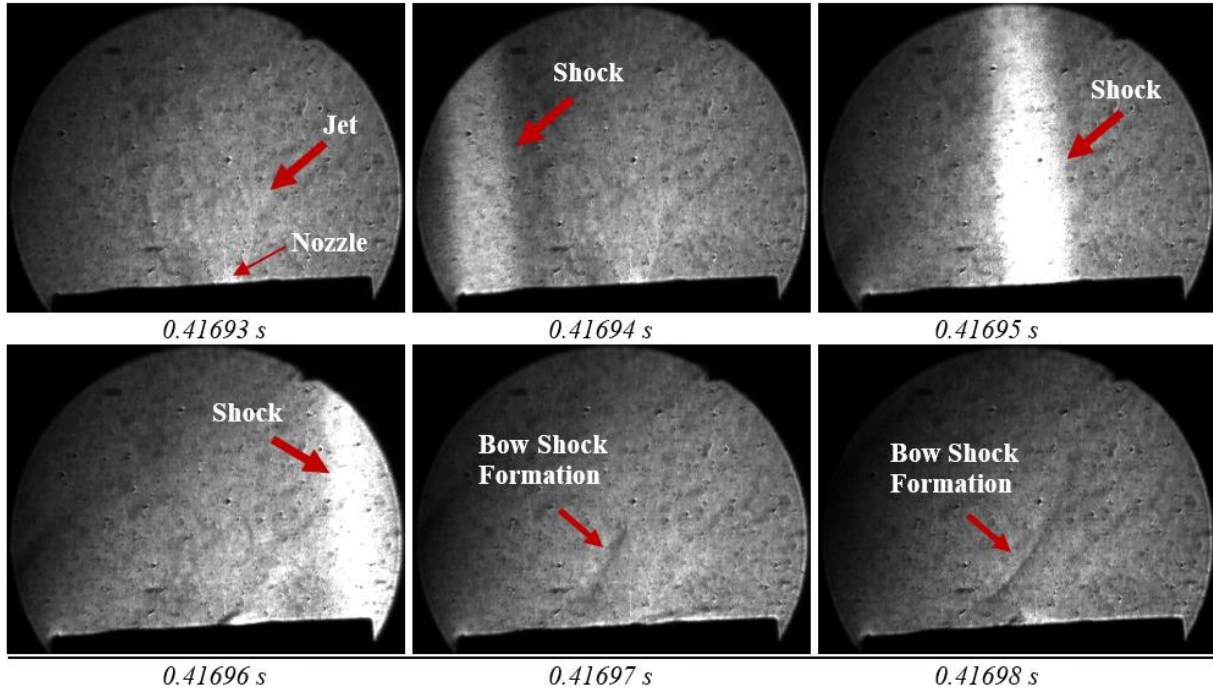 Jet
Nozzle
Shock
Shock
0.41693 s
0.41694 s
0.41695 s
Shock
Bow Shock
Formation
Bow Shock
Formation
0.41696 s
0.41697 s
0.41698 s